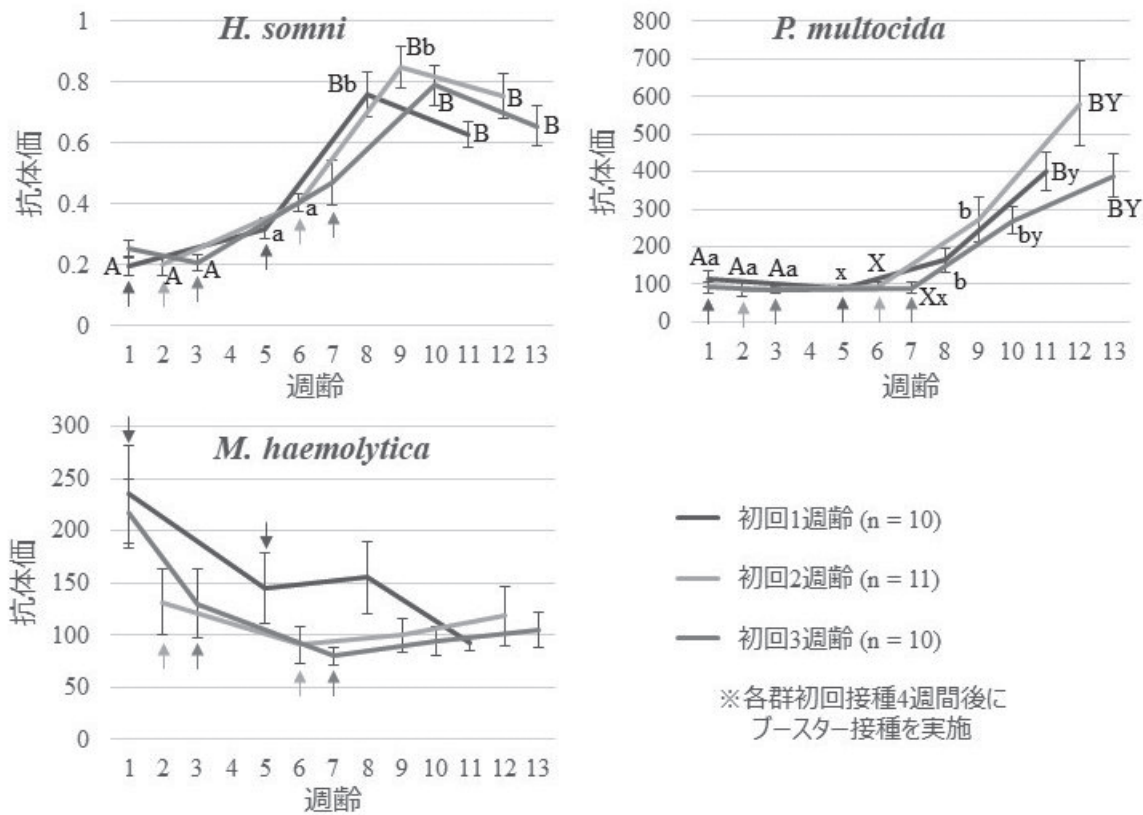 H. somni
1
0.8
0.6
0.4
0.2
0
抗体価
A
A
A
a
a
Bb
Bb
B
B
B
B
1 2 3 4 5 6 7 8 9 10 11 12 13
週齢
P. multocida
800
700
600
500
400
300
200
100
0
抗体価
Aa
Aa
Aa
x
X
Xx
b
b
by
By
BY
BY
1 2 3 4 5 6 7 8 9 10 11 12 13
週齢
M. haemolytica
300
250
200
150
100
50
0
抗体価
1 2 3 4 5 6 7 8 9 10 11 12 13
週齢
初回1週齢 (n = 10)
初回2週齢 (n = 11)
初回3週齢 (n = 10)
※各群初回接種4週間後に
ブースター接種を実施